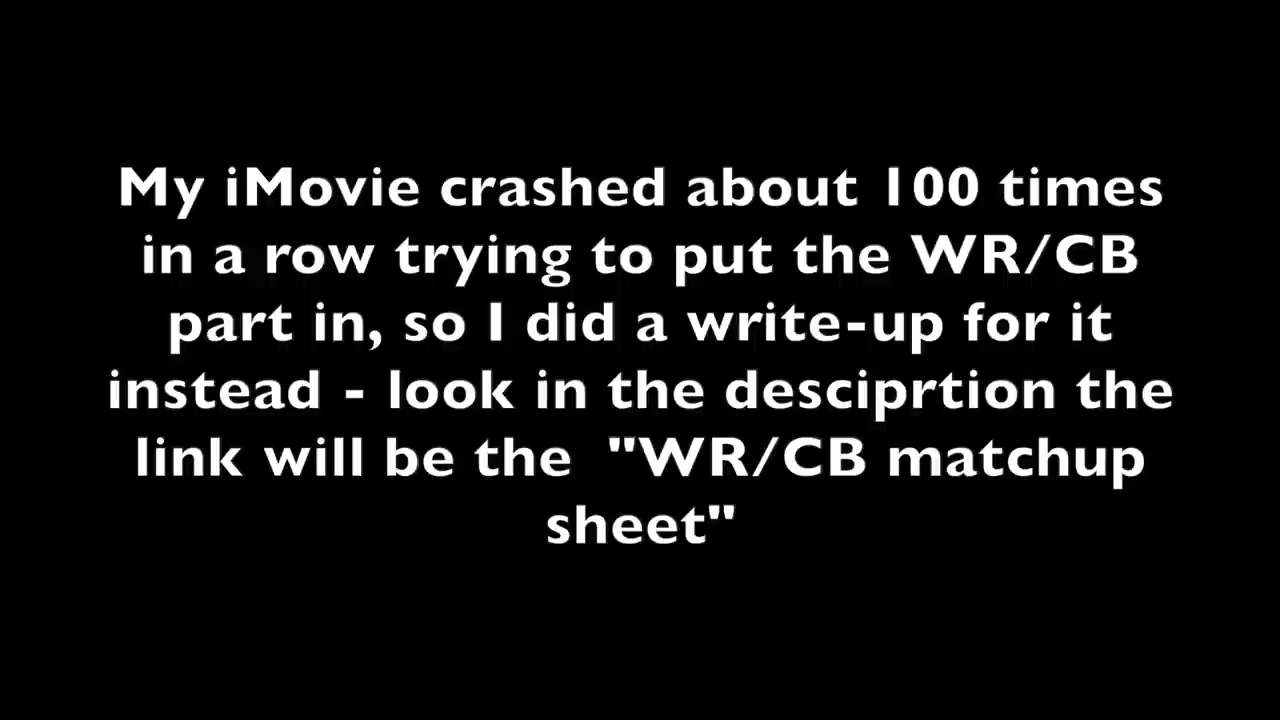 My iMovie crashed about 100 times
in a row trying to put the WR/CB
part in, so I did a write-up for it
instead - look in the desciprtion the
link will be the  "WR/CB matchup
sheet"